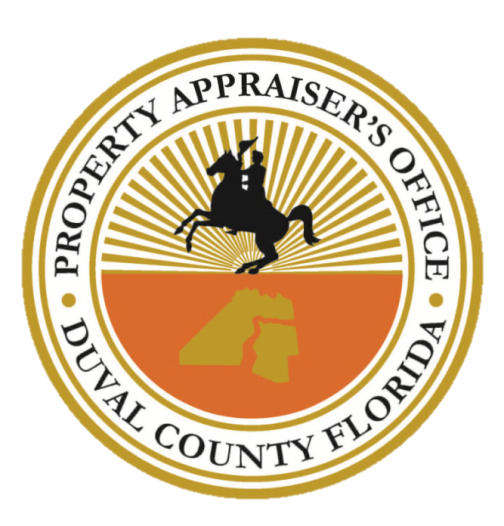 PROPERTY APPRAISER'S OFFICE
DUVAL COUNTY FLORIDA